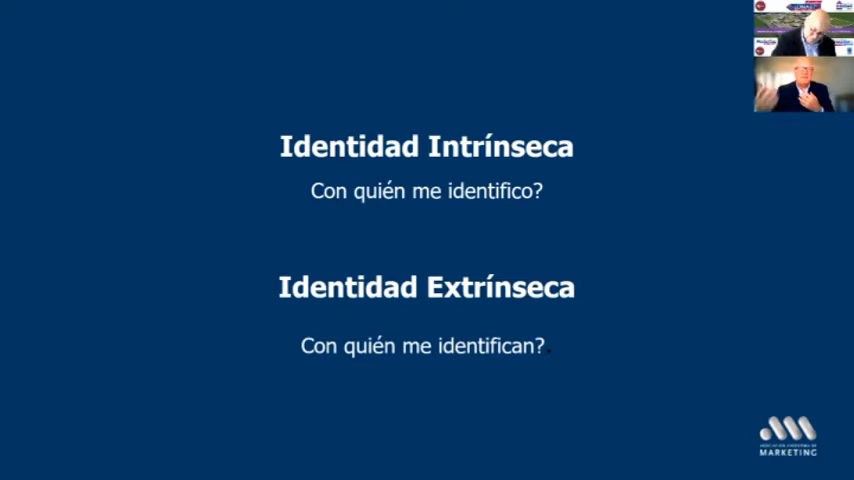 Identidad Intrínseca
Con quién me identifico?
Identidad Extrínseca
Con quién me identifican?.
MARKETING